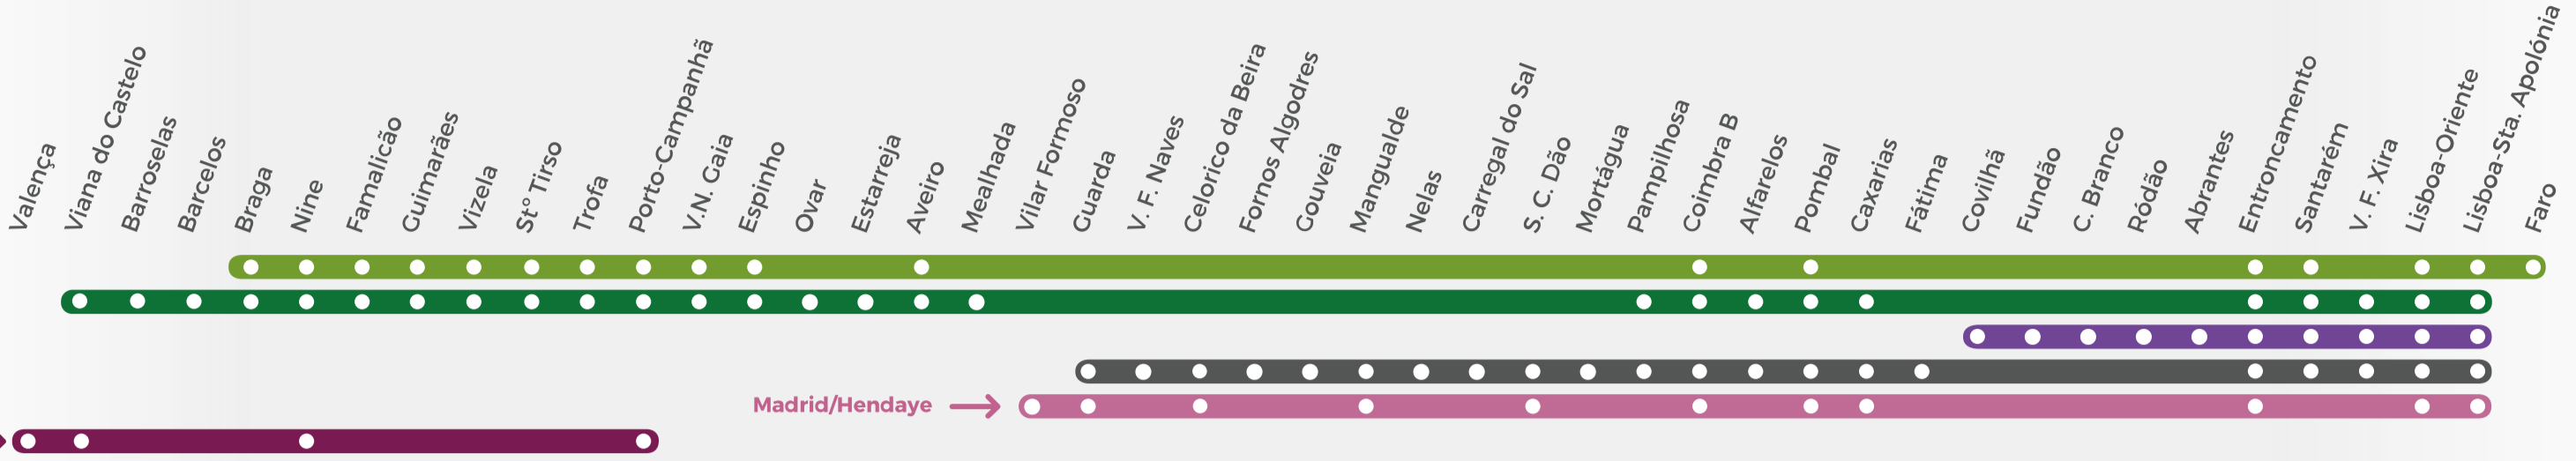 Valença
Viana do Castelo
Barroselas
Barcelos
Braga
Nine
Famalicão
Guimarães
Vizela
Stº Tirso
Trofa
Porto-Campanhã
V.N. Gaia
Espinho
Ovar
Estarreja
Aveiro
Mealhada
Vilar Formoso
Guarda
V. F. Naves
Celorico da Beira
Fornos Algodres
Gouveia
Mangualde
Nelas
Carregal do Sal
S. C. Dão
Mortágua
Pampilhosa
Coimbra B
Alfarelos
Pombal
Caxarias
Fátima
Covilhã
Fundão
C. Branco
Ródão
Abrantes
Entroncamento
Santarém
V. F. Xira
Lisboa-Oriente
Lisboa-Sta. Apolónia
Faro
Madrid/Hendaye